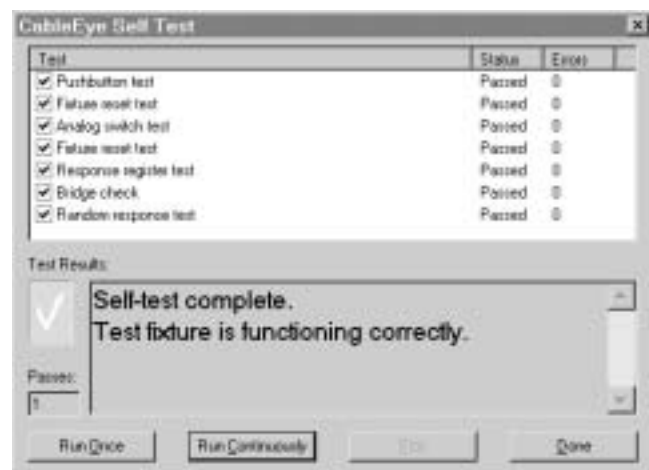 CableEye Self Test
Test Status Errors
Pushbutton test Passed 0
Fixture reset test Passed 0
Analog switch test Passed 0
Fixture reset test Passed 0
Response register test Passed 0
Bridge check Passed 0
Random response test Passed 0
Test Results:
Self-test complete.
Test fixture is functioning correctly.
Passes:
1
Run Once Run Continuously Done